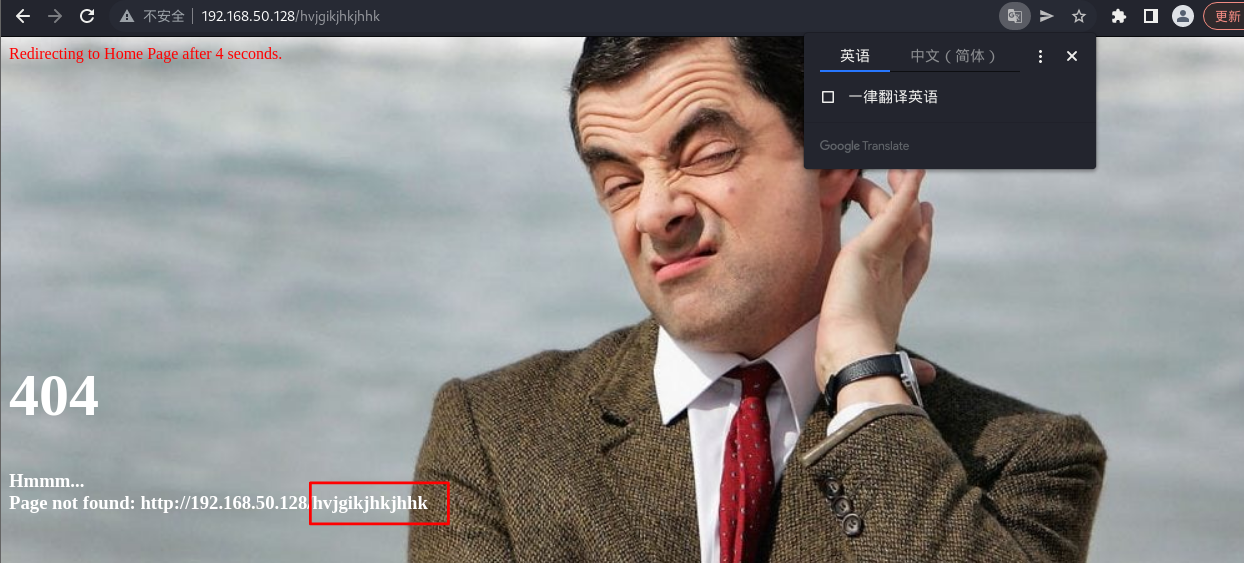 不安全 192.168.50.128/hvjgikjhkjhhk 更新
Redirecting to Home Page after 4 seconds.
英语 中文（简体）
一律翻译英语
Google Translate
404
Hmmm...
Page not found: http://192.168.50.128/hvjgikjhkjhhk